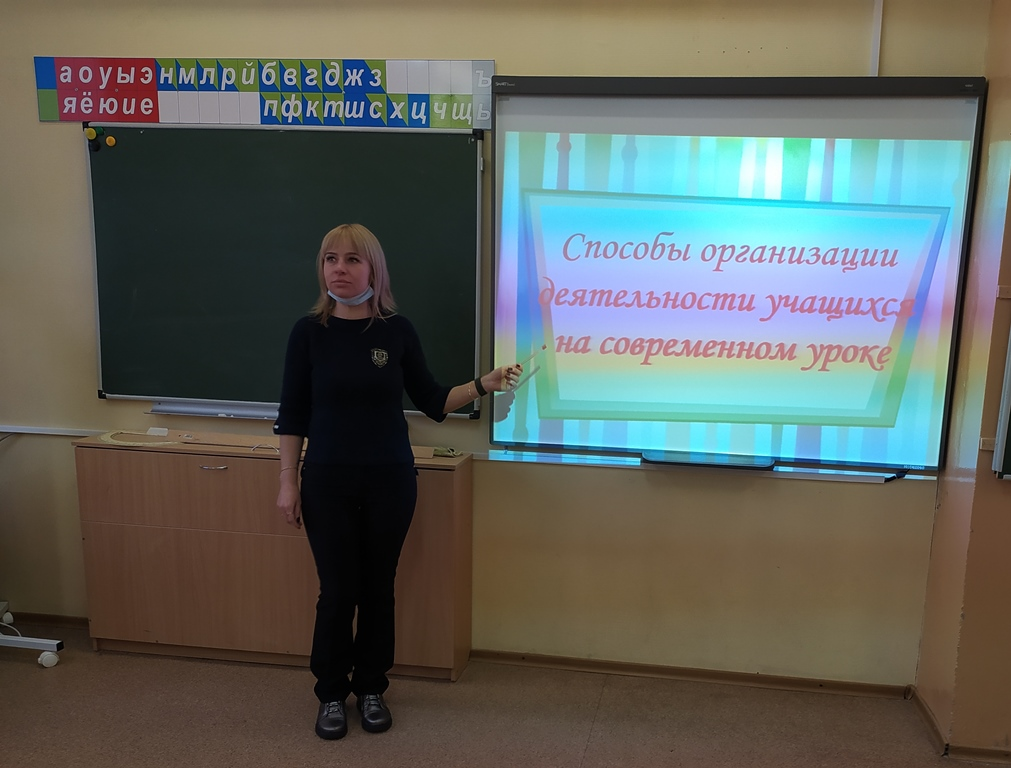 а о у ы э н м л р й б в г д ж з ъ
я ё ю и е п ф к т ш с х ц ч щ ь
Способы организации
деятельности учащихся
на современном уроке